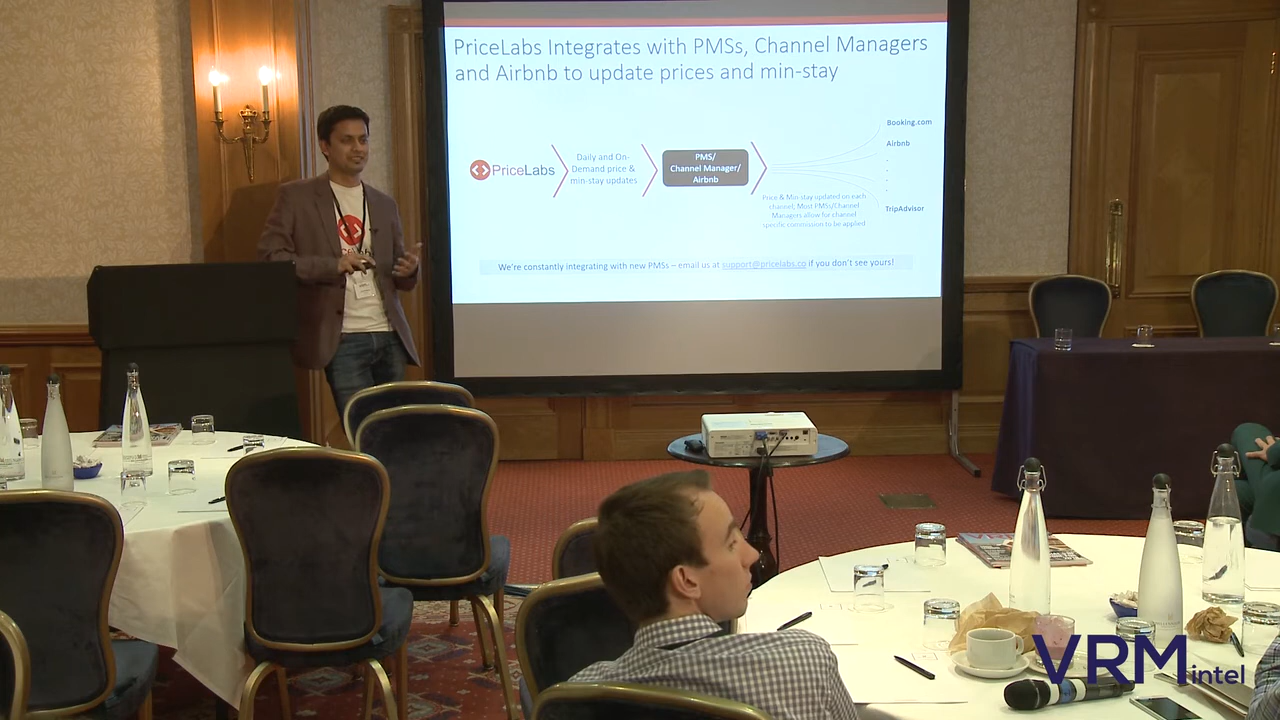 PriceLabs Integrates with PMSs, Channel Managers
and Airbnb to update prices and min-stay
PriceLabs
Daily and On-
Demand price &
min-stay updates
PMS/
Channel Manager/
Airbnb
Booking.com
Airbnb
.
.
.
.
TripAdvisor
Price & Min-stay updated on each
channel; Most PMSs/Channel
Managers allow for channel
specific commission to be applied
We're constantly integrating with new PMSs – email us at support@pricelabs.co if you don't see yours!
VRMintel